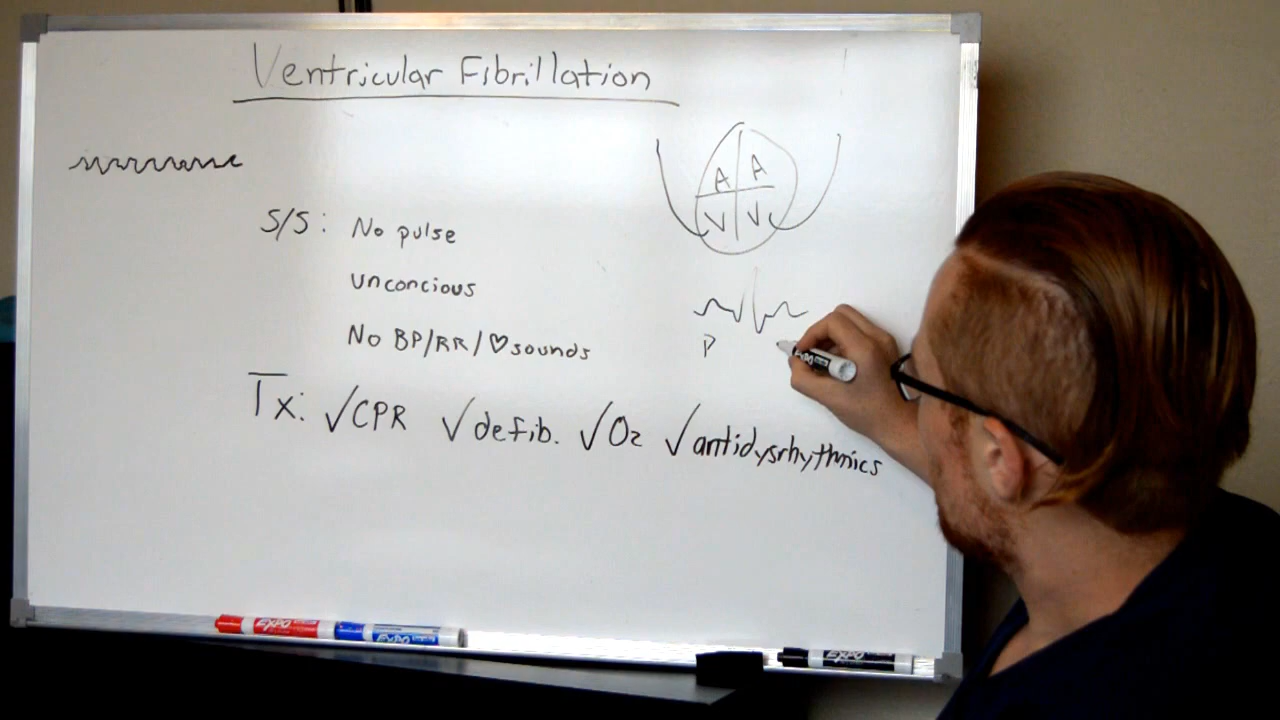 Ventricular Fibrillation
A A
V V
S/S: No pulse
unconcious
No BP/RR/♡ sounds
P
Tx: √CPR √defib. √O2 √antidysrhythmics
EXPO EXPO
EXPO